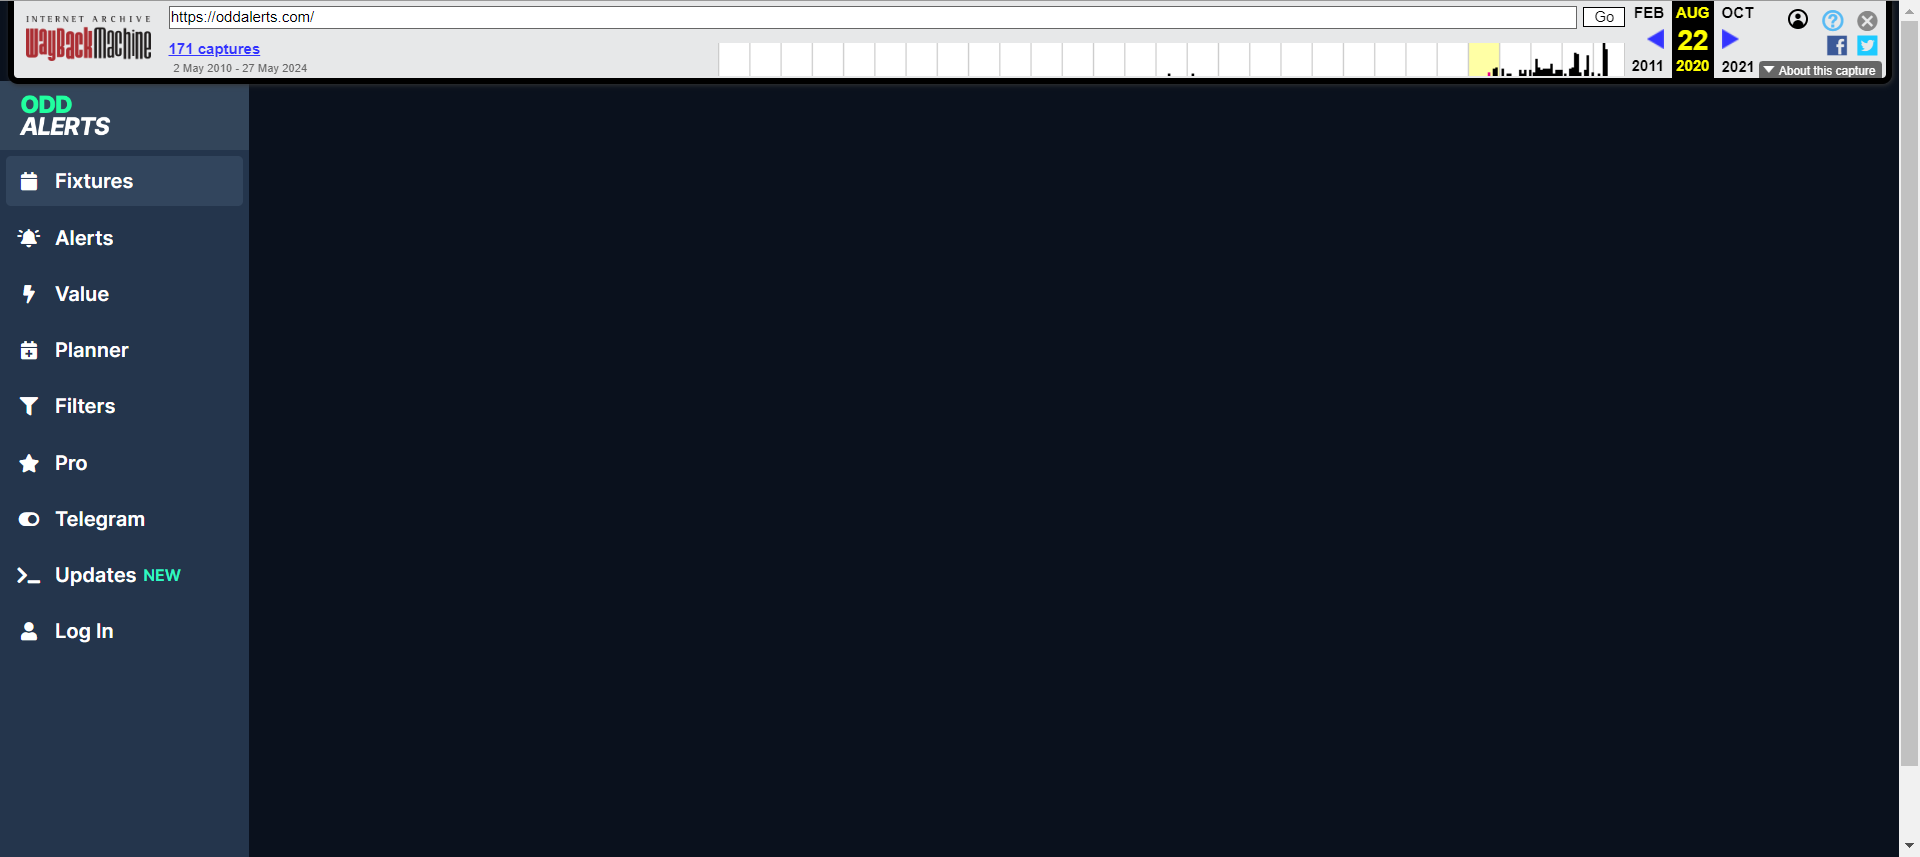 INTERNET ARCHIVE
WayBackMachine
https://oddalerts.com/
Go
171 captures
2 May 2010 - 27 May 2024
FEB
AUG
OCT
22
2011
2020
2021
About this capture
ODD
ALERTS
Fixtures
Alerts
Value
Planner
Filters
Pro
Telegram
Updates NEW
Log In